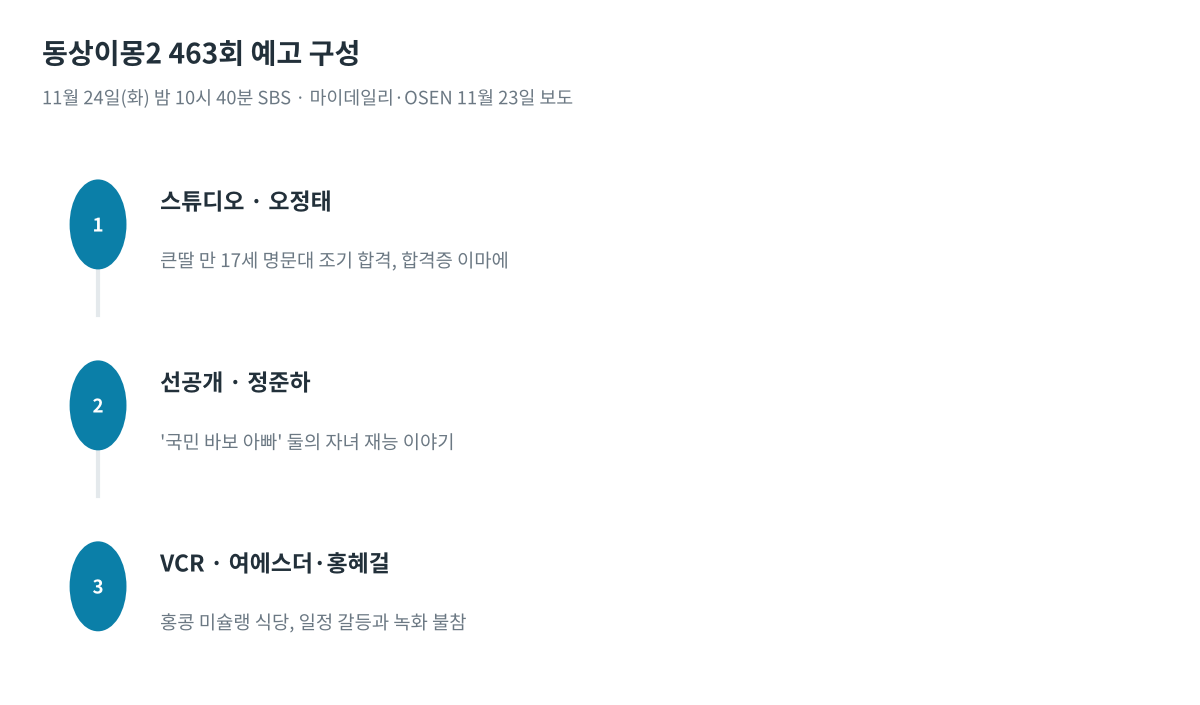 동상이몽2 463회 예고 구성
11월 24일(화) 밤 10시 40분 SBS · 마이데일리·OSEN 11월 23일 보도
1
스튜디오 · 오정태
큰딸 만 17세 명문대 조기 합격, 합격증 이마에
2
선공개 · 정준하
'국민 바보 아빠' 둘의 자녀 재능 이야기
3
VCR · 여에스더·홍혜걸
홍콩 미슐랭 식당, 일정 갈등과 녹화 불참